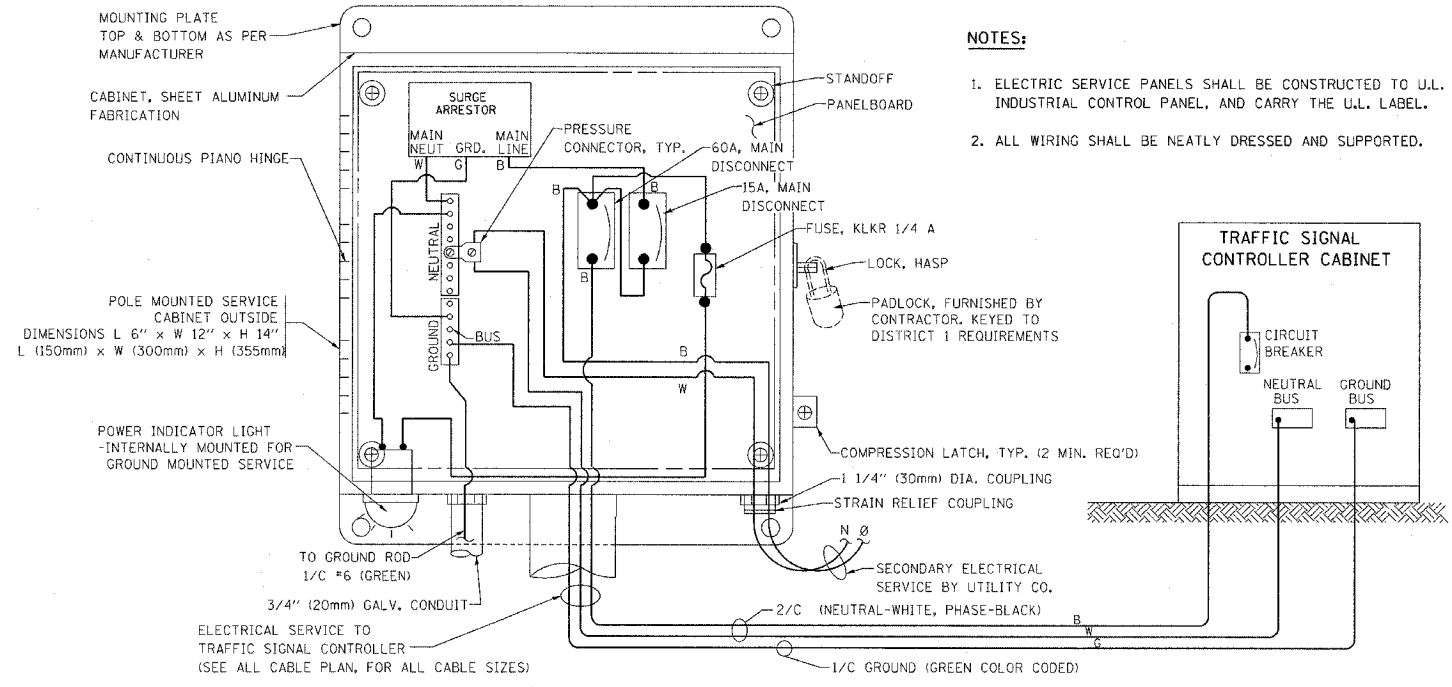 MOUNTING PLATE
TOP & BOTTOM AS PER
MANUFACTURER
CABINET, SHEET ALUMINUM
FABRICATION
CONTINUOUS PIANO HINGE
POLE MOUNTED SERVICE
CABINET OUTSIDE
DIMENSIONS L 6" x W 12" x H 14"
L (150mm) x W (300mm) x H (355mm)
POWER INDICATOR LIGHT
-INTERNALLY MOUNTED FOR
GROUND MOUNTED SERVICE
TO GROUND ROD
1/C #6 (GREEN)
3/4" (20mm) GALV. CONDUIT
ELECTRICAL SERVICE TO
TRAFFIC SIGNAL CONTROLLER
(SEE ALL CABLE PLAN, FOR ALL CABLE SIZES)
SURGE
ARRESTOR
MAIN
NEUT
GRD.
MAIN
LINE
W
G
B
PRESSURE
CONNECTOR, TYP.
STANDOFF
PANELBOARD
60A, MAIN
DISCONNECT
15A, MAIN
DISCONNECT
B
B
B
FUSE, KLKR 1/4 A
NEUTRAL
GROUND
BUS
LOCK, HASP
PADLOCK, FURNISHED BY
CONTRACTOR. KEYED TO
DISTRICT 1 REQUIREMENTS
B
W
COMPRESSION LATCH, TYP. (2 MIN. REQ'D)
1 1/4" (30mm) DIA. COUPLING
STRAIN RELIEF COUPLING
N Ø
SECONDARY ELECTRICAL
SERVICE BY UTILITY CO.
2/C (NEUTRAL-WHITE, PHASE-BLACK)
B
W
G
1/C GROUND (GREEN COLOR CODED)
NOTES:
1. ELECTRIC SERVICE PANELS SHALL BE CONSTRUCTED TO U.L.
INDUSTRIAL CONTROL PANEL, AND CARRY THE U.L. LABEL.
2. ALL WIRING SHALL BE NEATLY DRESSED AND SUPPORTED.
TRAFFIC SIGNAL
CONTROLLER CABINET
CIRCUIT
BREAKER
NEUTRAL
BUS
GROUND
BUS